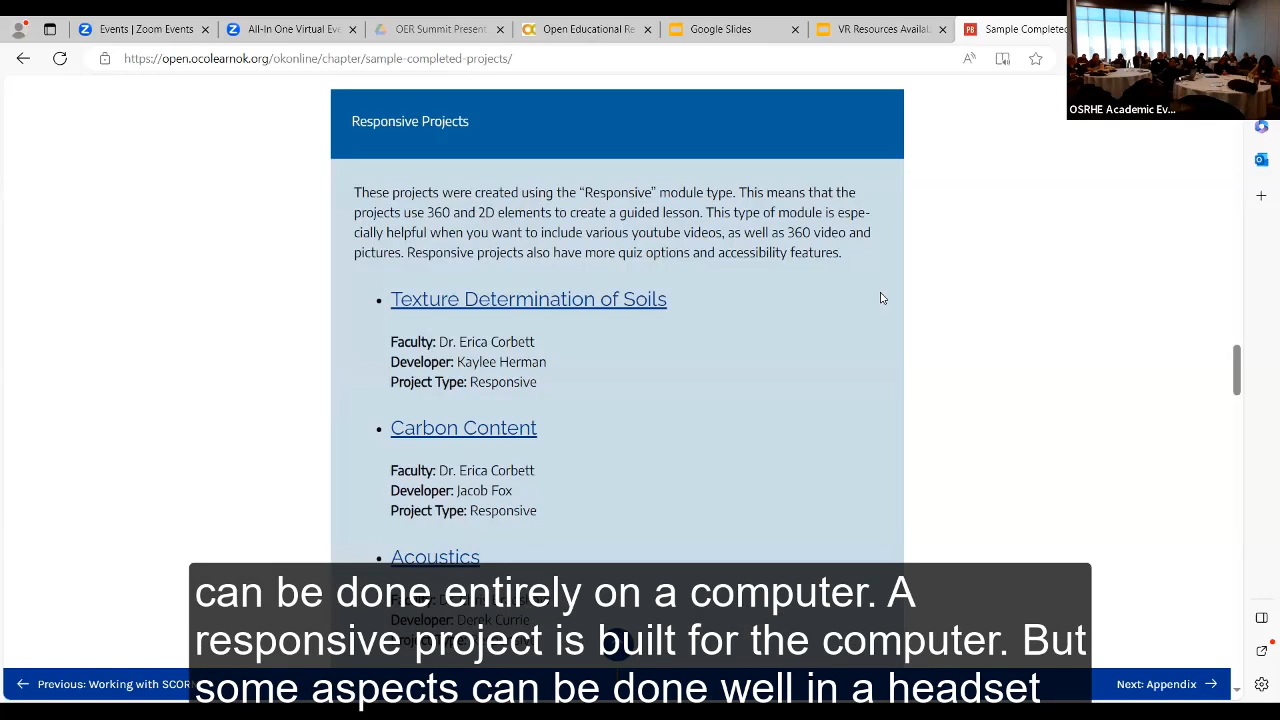 Events | Zoom Events
All-In-One Virtual Eve
OER Summit Present
Open Educational Re
Google Slides
VR Resources Availa
Sample Completed
https://open.ocolearnok.org/okonline/chapter/sample-completed-projects/
OSRHE Academic Ev...
Responsive Projects
These projects were created using the “Responsive” module type. This means that the
projects use 360 and 2D elements to create a guided lesson. This type of module is espe-
cially helpful when you want to include various youtube videos, as well as 360 video and
pictures. Responsive projects also have more quiz options and accessibility features.
• Texture Determination of Soils
Faculty: Dr. Erica Corbett
Developer: Kaylee Herman
Project Type: Responsive
• Carbon Content
Faculty: Dr. Erica Corbett
Developer: Jacob Fox
Project Type: Responsive
• Acoustics
Developer: Derek Currie
can be done entirely on a computer. A
responsive project is built for the computer. But
some aspects can be done well in a headset
Previous: Working with SCORM
Next: Appendix